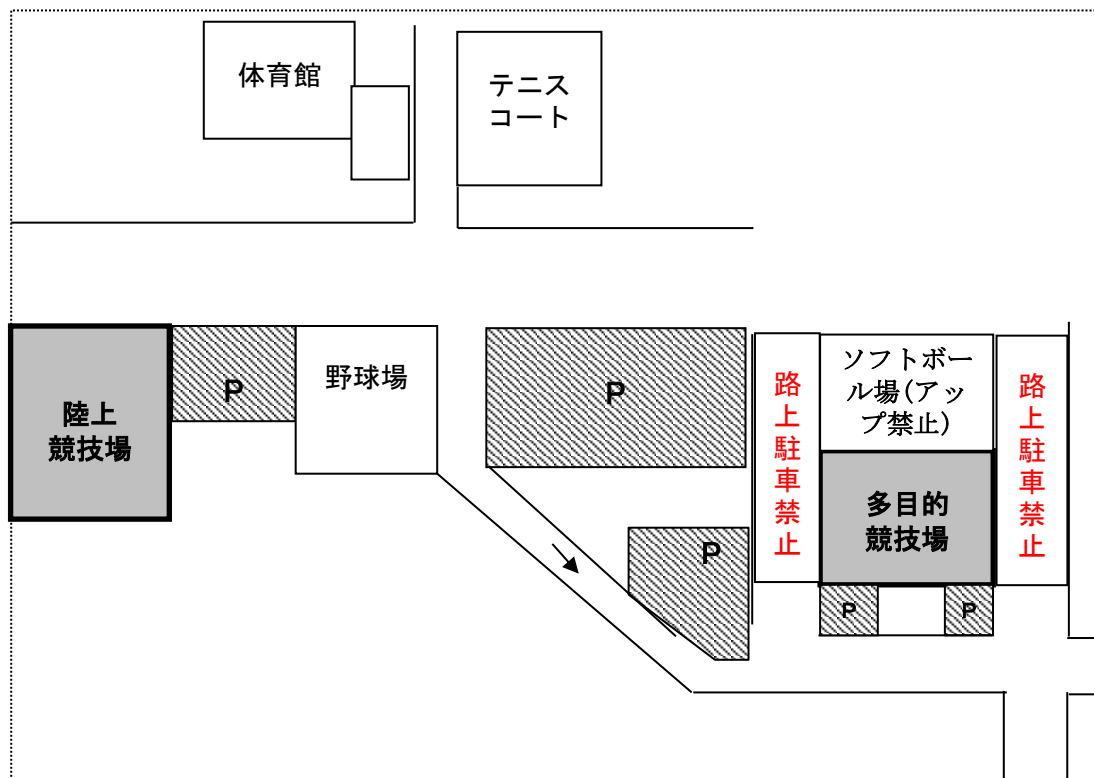 体育館
テニス
コート
陸上
競技場
P
野球場
P
P
路上駐車禁止
ソフトボー
ル場(アッ
プ禁止)
多目的
競技場
路上駐車禁止
P
P